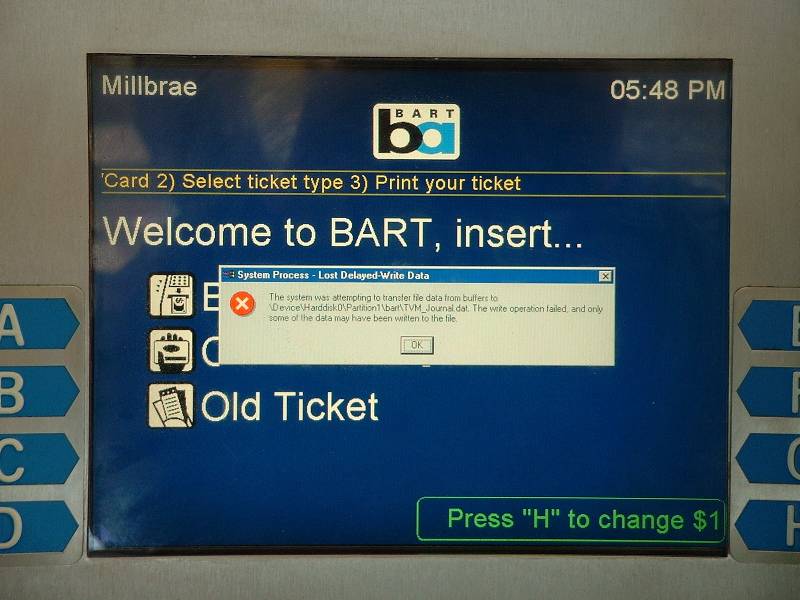 Millbrae
05:48 PM
BART
ba
Card 2) Select ticket type 3) Print your ticket
Welcome to BART, insert...
System Process - Lost Delayed-Write Data
The system was attempting to transfer file data from buffers to
\Device\Harddisk0\Partition1\bart\TVM_Journal.dat. The write operation failed, and only
some of the data may have been written to the file.
OK
Old Ticket
Press "H" to change $1
A
B
C
D
H